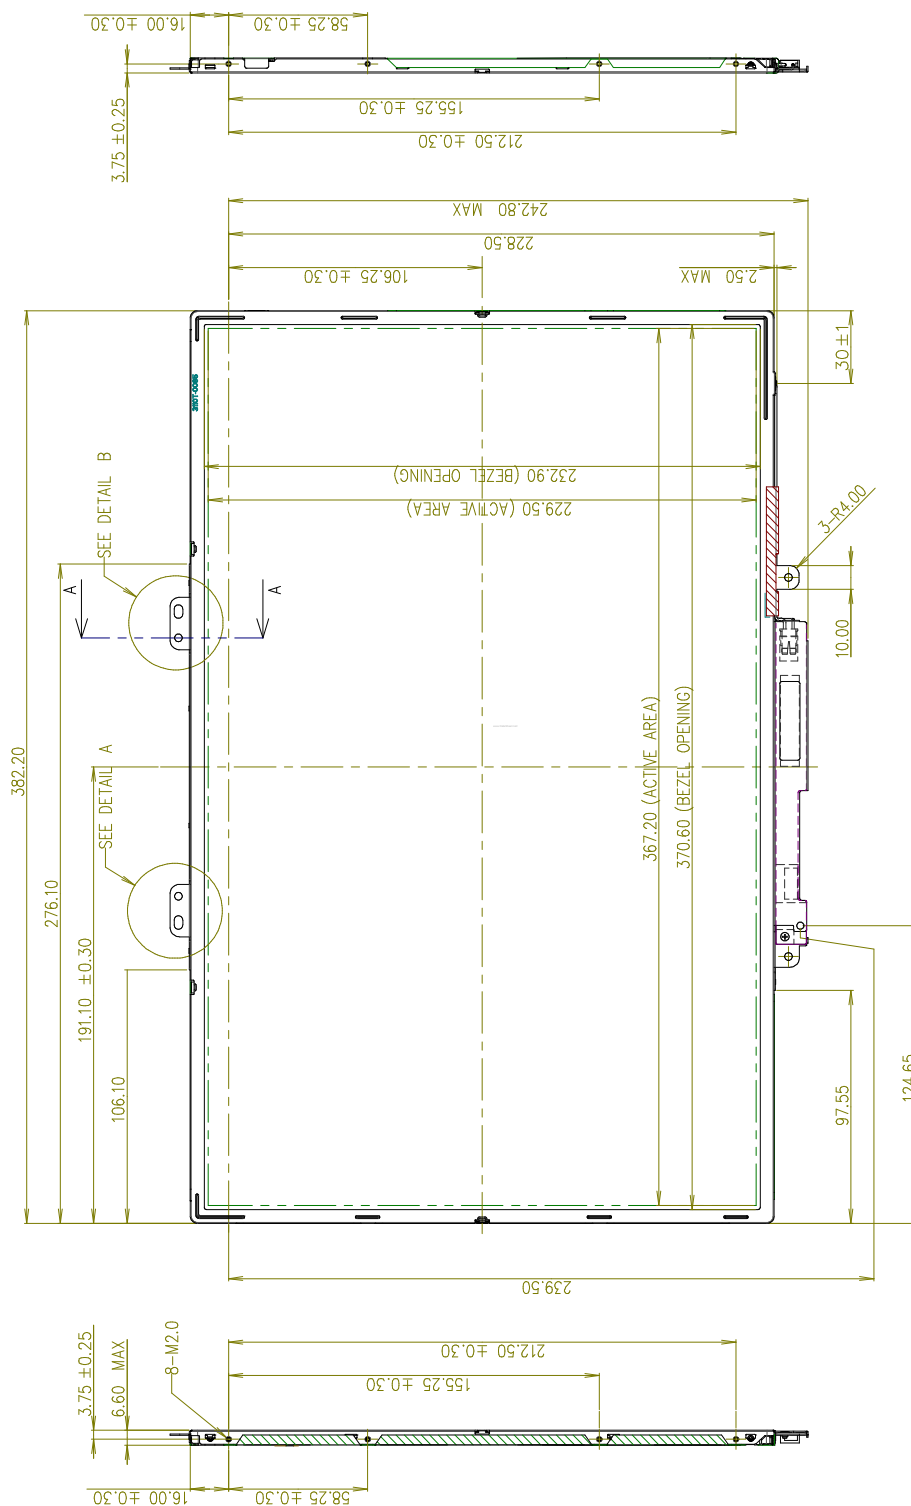 16.00 ±0.30
58.25 ±0.30
155.25 ±0.30
212.50 ±0.30
3.75 ±0.25
242.80 MAX
228.50
106.25 ±0.30
2.50 MAX
30 ±1
232.90 (BEZEL OPENING)
229.50 (ACTIVE AREA)
SEE DETAIL B
A
A
3-R4.00
10.00
367.20 (ACTIVE AREA)
370.60 (BEZEL OPENING)
382.20
SEE DETAIL A
276.10
191.10 ±0.30
106.10
97.55
124.65
239.50
3.75 ±0.25
6.60 MAX
8-M2.0
212.50 ±0.30
155.25 ±0.30
16.00 ±0.30
58.25 ±0.30